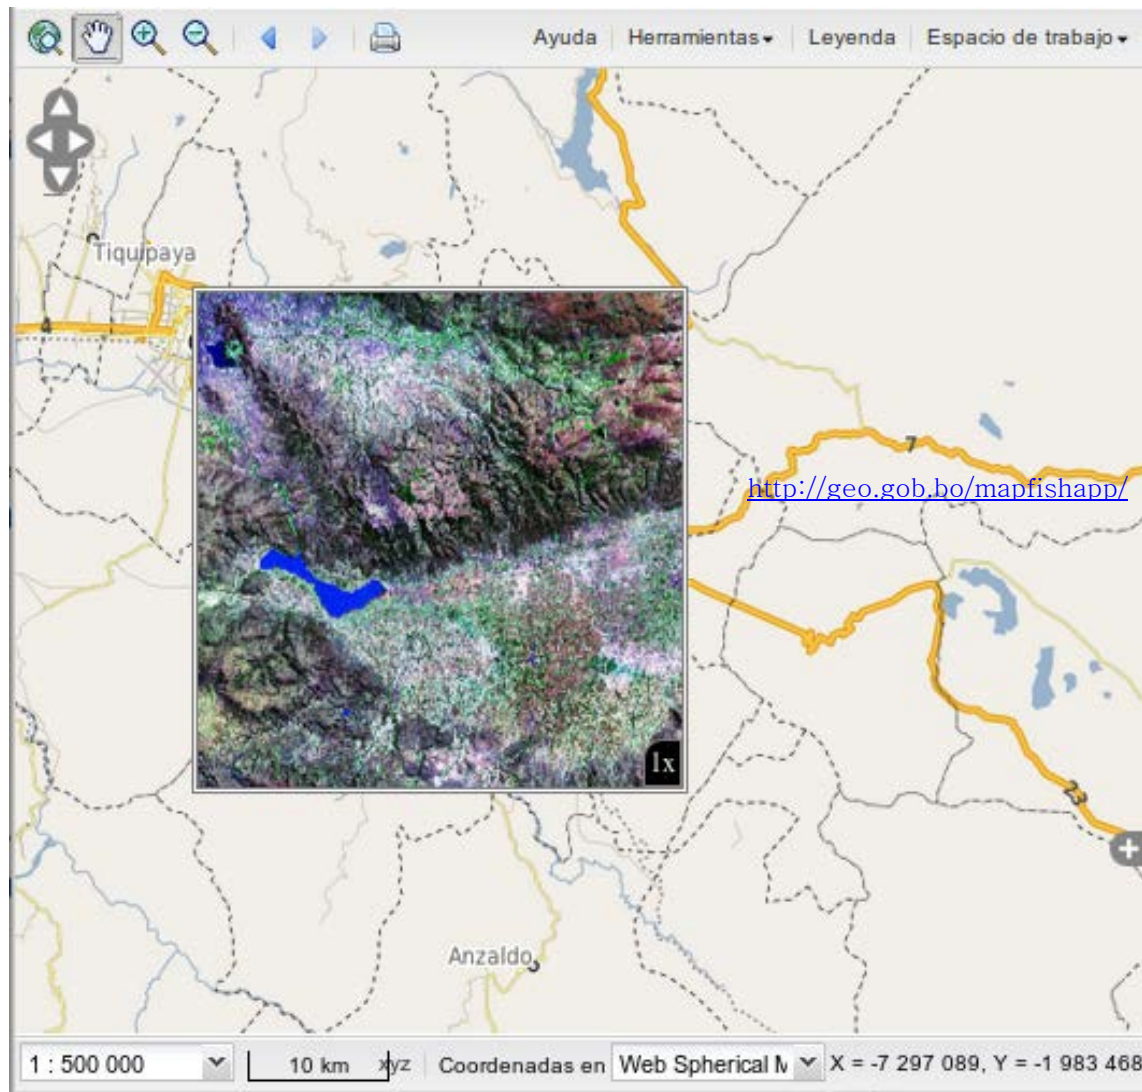 Ayuda Herramientas Leyenda Espacio de trabajo
Tiquipaya
4
7
http://geo.gob.bo/mapfishapp/
1x
23
Anzaldo
1 : 500 000 10 km xyz Coordenadas en Web Spherical M X = -7 297 089, Y = -1 983 468